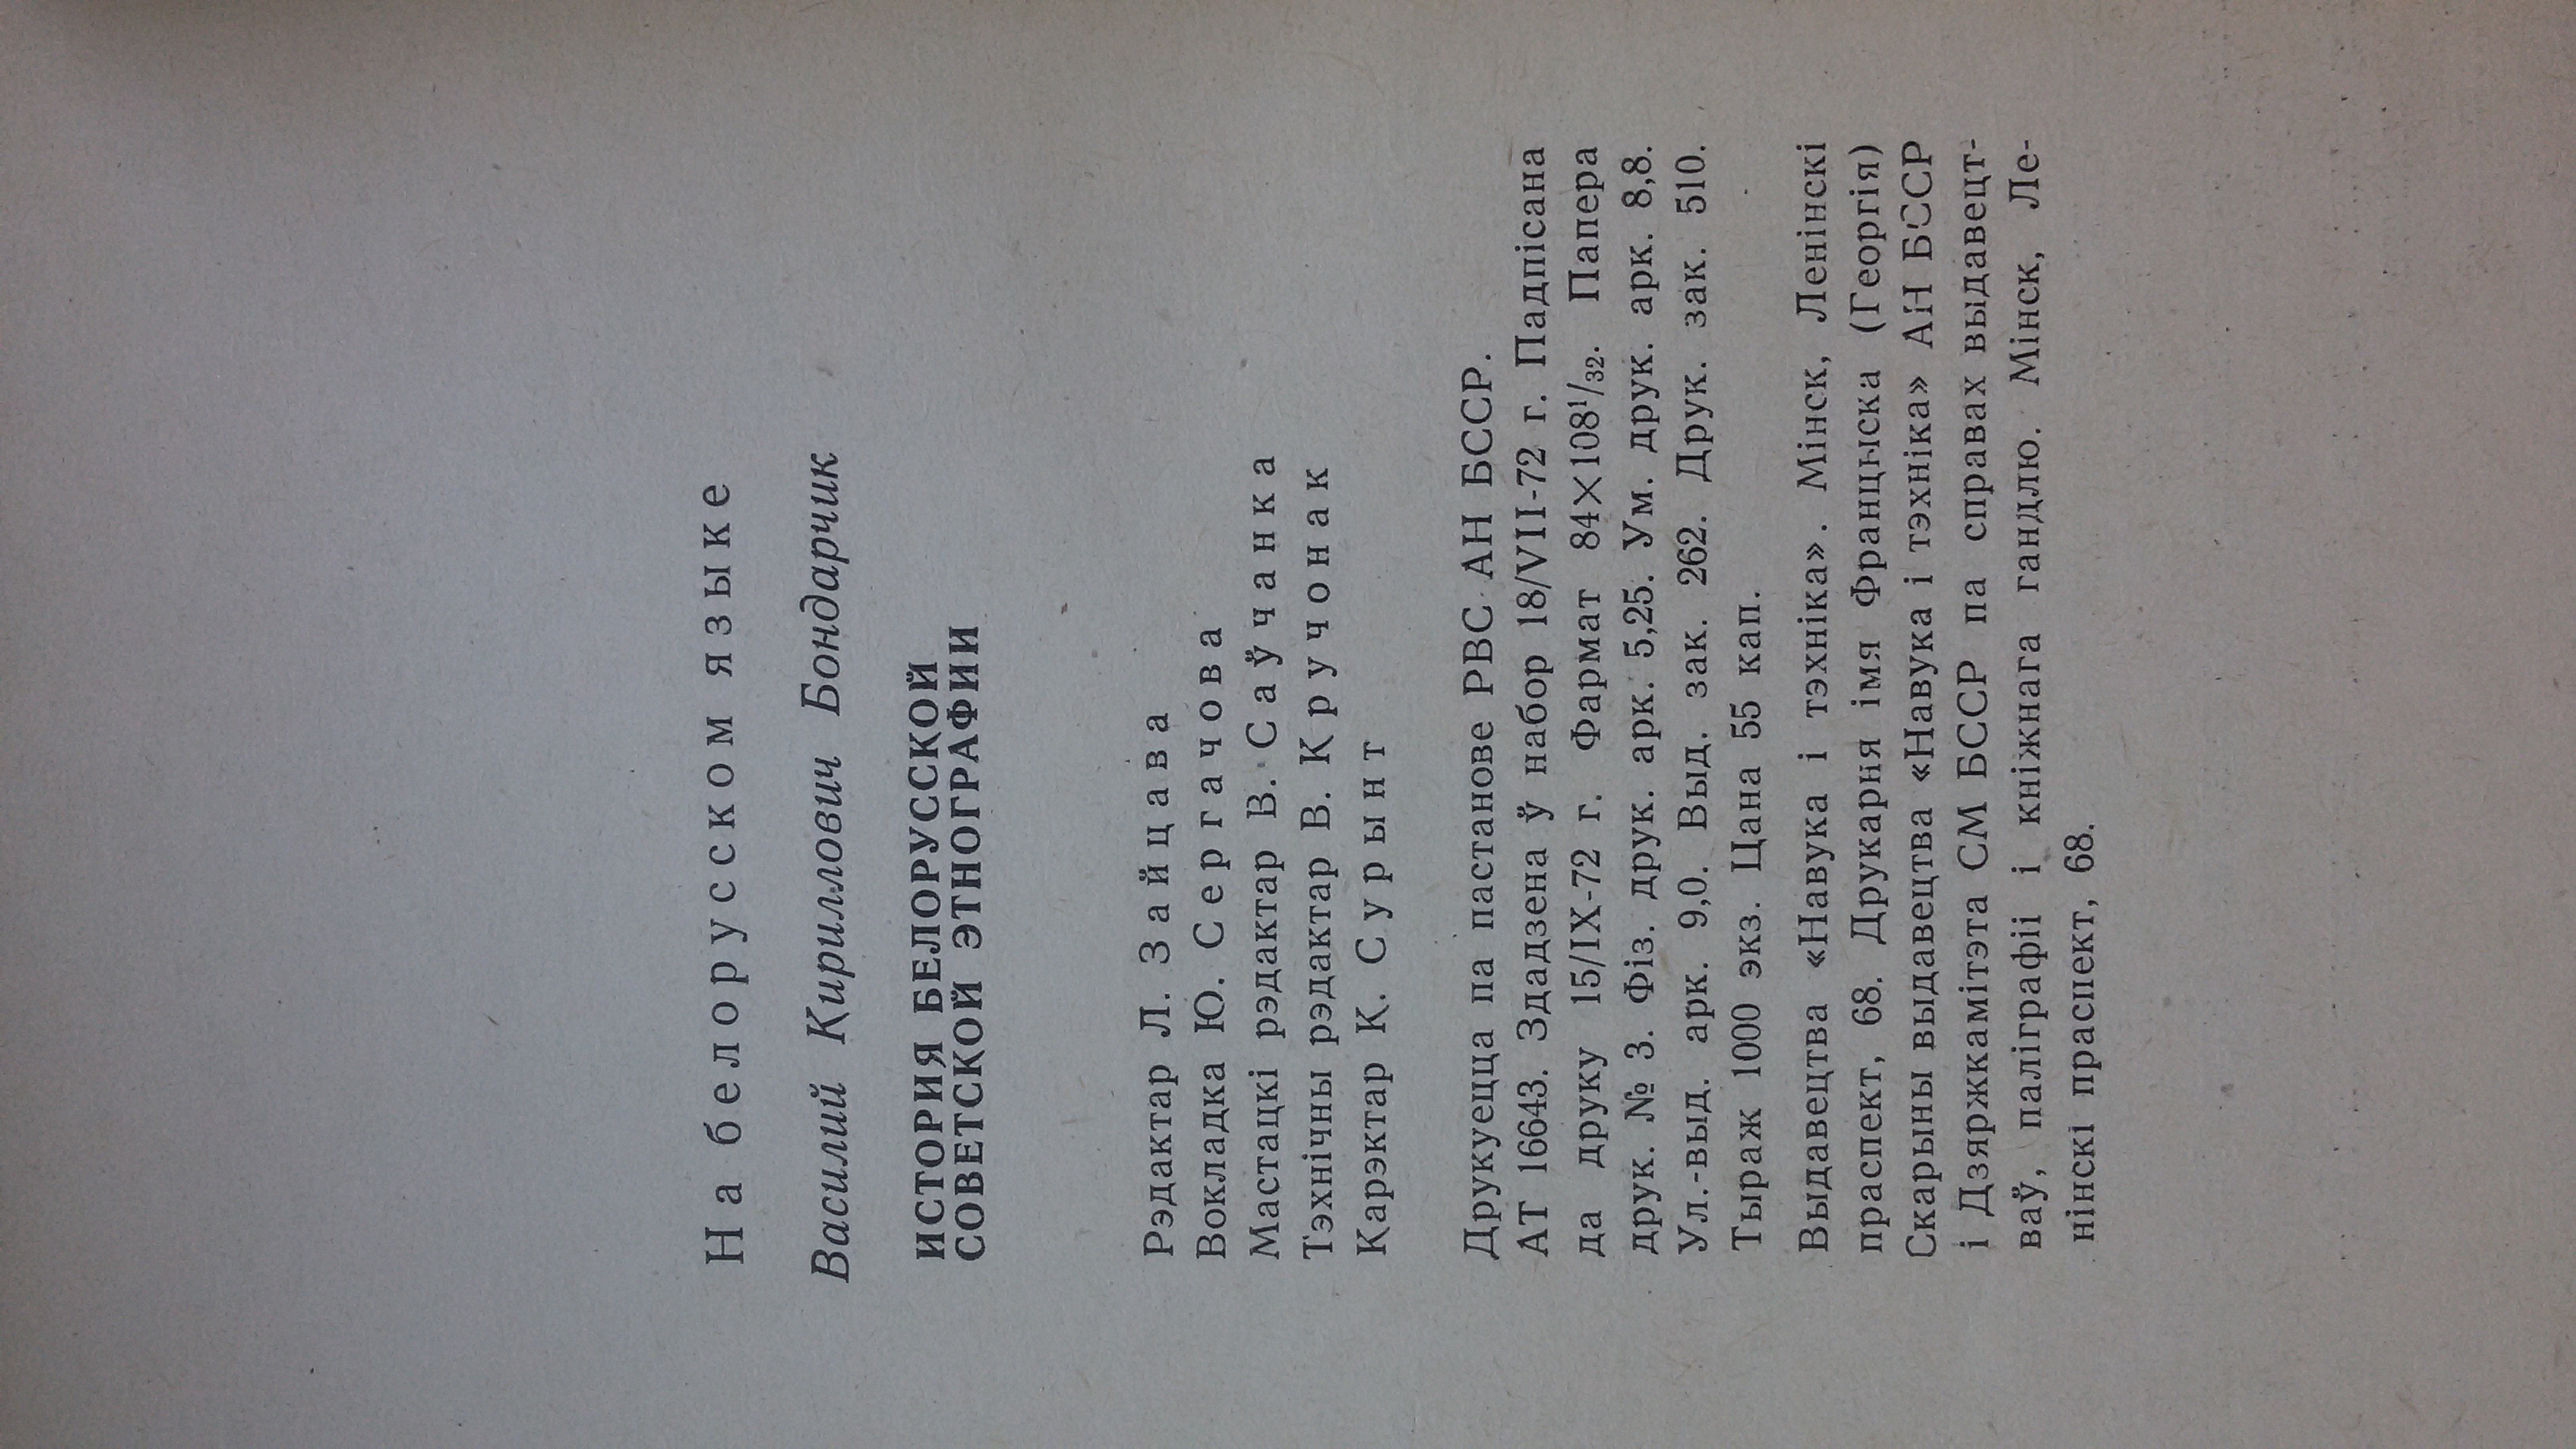 На белорусском языке
Василий Кириллович Бондарчик
ИСТОРИЯ БЕЛОРУССКОЙ
СОВЕТСКОЙ ЭТНОГРАФИИ
Рэдактар Л. Зайцава
Вокладка Ю. Сергачова
Мастацкі рэдактар В. Саўчанка
Тэхнічны рэдактар В. Кручонак
Карэктар К. Сурынт
Друкуецца па пастанове РВС АН БССР.
АТ 16643. Здадзена ў набор 18/VII-72 г. Падпісана
да друку 15/IX-72 г. Фармат 84×108¹/₃₂. Папера
друк. № 3. Фіз. друк. арк. 5,25. Ум. друк. арк. 8,8.
Ул.-выд. арк. 9,0. Выд. зак. 262. Друк. зак. 510.
Тыраж 1000 экз. Цана 55 кап.
Выдавецтва «Навука і тэхніка». Мінск, Ленінскі
праспект, 68. Друкарня імя Францыска (Георгія)
Скарыны выдавецтва «Навука і тэхніка» АН БССР
і Дзяржкамітэта СМ БССР па справах выдавецт-
ваў, паліграфіі і кніжнага гандлю. Мінск, Ле-
нінскі праспект, 68.